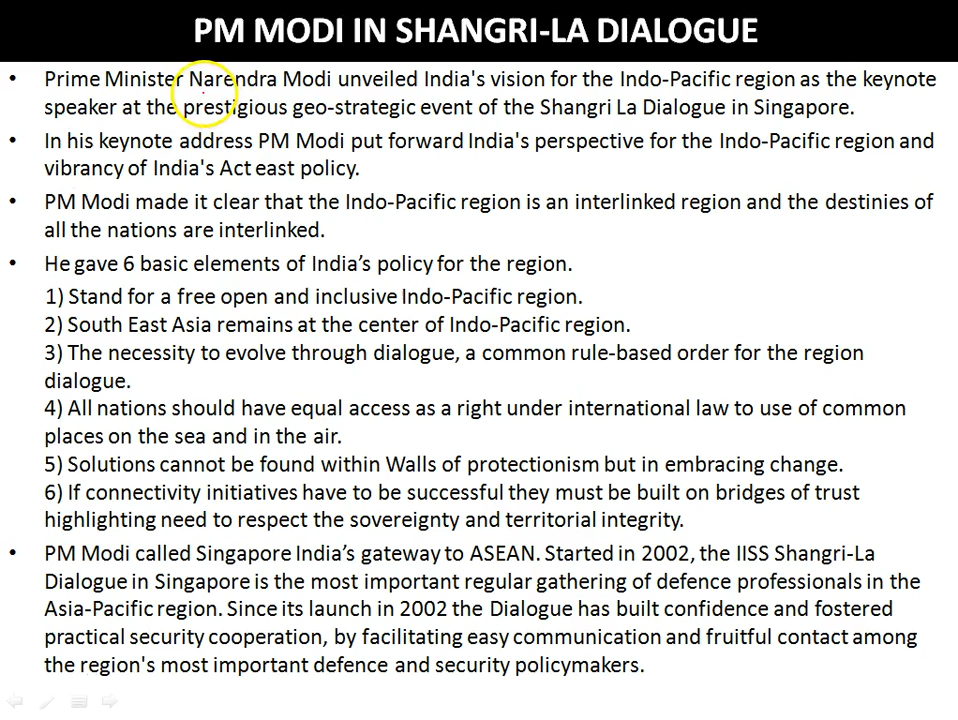 PM MODI IN SHANGRI-LA DIALOGUE
• Prime Minister Narendra Modi unveiled India's vision for the Indo-Pacific region as the keynote
speaker at the prestigious geo-strategic event of the Shangri La Dialogue in Singapore.
• In his keynote address PM Modi put forward India's perspective for the Indo-Pacific region and
vibrancy of India's Act east policy.
• PM Modi made it clear that the Indo-Pacific region is an interlinked region and the destinies of
all the nations are interlinked.
• He gave 6 basic elements of India’s policy for the region.
1) Stand for a free open and inclusive Indo-Pacific region.
2) South East Asia remains at the center of Indo-Pacific region.
3) The necessity to evolve through dialogue, a common rule-based order for the region
dialogue.
4) All nations should have equal access as a right under international law to use of common
places on the sea and in the air.
5) Solutions cannot be found within Walls of protectionism but in embracing change.
6) If connectivity initiatives have to be successful they must be built on bridges of trust
highlighting need to respect the sovereignty and territorial integrity.
• PM Modi called Singapore India’s gateway to ASEAN. Started in 2002, the IISS Shangri-La
Dialogue in Singapore is the most important regular gathering of defence professionals in the
Asia-Pacific region. Since its launch in 2002 the Dialogue has built confidence and fostered
practical security cooperation, by facilitating easy communication and fruitful contact among
the region's most important defence and security policymakers.